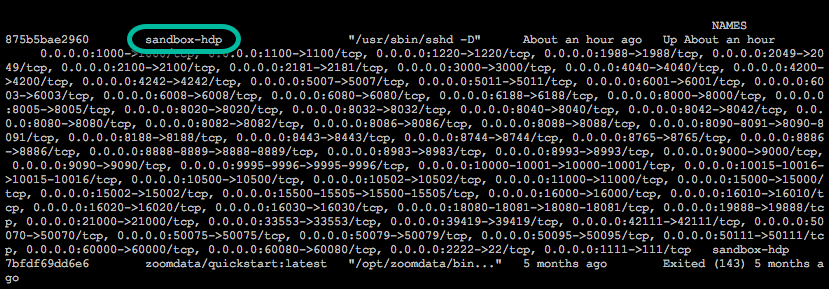 NAMES
875b5bae2960 sandbox-hdp "/usr/sbin/sshd -D" About an hour ago Up About an hour
0.0.0.0:1000->1000/tcp, 0.0.0.0:1100->1100/tcp, 0.0.0.0:1220->1220/tcp, 0.0.0.0:1988->1988/tcp, 0.0.0.0:2049->20
49/tcp, 0.0.0.0:2100->2100/tcp, 0.0.0.0:2181->2181/tcp, 0.0.0.0:3000->3000/tcp, 0.0.0.0:4040->4040/tcp, 0.0.0.0:4200-
>4200/tcp, 0.0.0.0:4242->4242/tcp, 0.0.0.0:5007->5007/tcp, 0.0.0.0:5011->5011/tcp, 0.0.0.0:6001->6001/tcp, 0.0.0.0:60
03->6003/tcp, 0.0.0.0:6008->6008/tcp, 0.0.0.0:6080->6080/tcp, 0.0.0.0:6188->6188/tcp, 0.0.0.0:8000->8000/tcp, 0.0.0.0
:8005->8005/tcp, 0.0.0.0:8020->8020/tcp, 0.0.0.0:8032->8032/tcp, 0.0.0.0:8040->8040/tcp, 0.0.0.0:8042->8042/tcp, 0.0.
0.0:8080->8080/tcp, 0.0.0.0:8082->8082/tcp, 0.0.0.0:8086->8086/tcp, 0.0.0.0:8088->8088/tcp, 0.0.0.0:8090-8091->8090-8
091/tcp, 0.0.0.0:8188->8188/tcp, 0.0.0.0:8443->8443/tcp, 0.0.0.0:8744->8744/tcp, 0.0.0.0:8765->8765/tcp, 0.0.0.0:8886
->8886/tcp, 0.0.0.0:8888-8889->8888-8889/tcp, 0.0.0.0:8983->8983/tcp, 0.0.0.0:8993->8993/tcp, 0.0.0.0:9000->9000/tcp,
0.0.0.0:9090->9090/tcp, 0.0.0.0:9995-9996->9995-9996/tcp, 0.0.0.0:10000-10001->10000-10001/tcp, 0.0.0.0:10015-10016-
>10015-10016/tcp, 0.0.0.0:10500->10500/tcp, 0.0.0.0:10502->10502/tcp, 0.0.0.0:11000->11000/tcp, 0.0.0.0:15000->15000/
tcp, 0.0.0.0:15002->15002/tcp, 0.0.0.0:15500-15505->15500-15505/tcp, 0.0.0.0:16000->16000/tcp, 0.0.0.0:16010->16010/t
cp, 0.0.0.0:16020->16020/tcp, 0.0.0.0:16030->16030/tcp, 0.0.0.0:18080-18081->18080-18081/tcp, 0.0.0.0:19888->19888/tc
p, 0.0.0.0:21000->21000/tcp, 0.0.0.0:33553->33553/tcp, 0.0.0.0:39419->39419/tcp, 0.0.0.0:42111->42111/tcp, 0.0.0.0:50
070->50070/tcp, 0.0.0.0:50075->50075/tcp, 0.0.0.0:50079->50079/tcp, 0.0.0.0:50095->50095/tcp, 0.0.0.0:50111->50111/tc
p, 0.0.0.0:60000->60000/tcp, 0.0.0.0:60080->60080/tcp, 0.0.0.0:2222->22/tcp, 0.0.0.0:1111->111/tcp sandbox-hdp
7bfdf69dd6e6 zoomdata/quickstart:latest "/opt/zoomdata/bin..." 5 months ago Exited (143) 5 months a
go